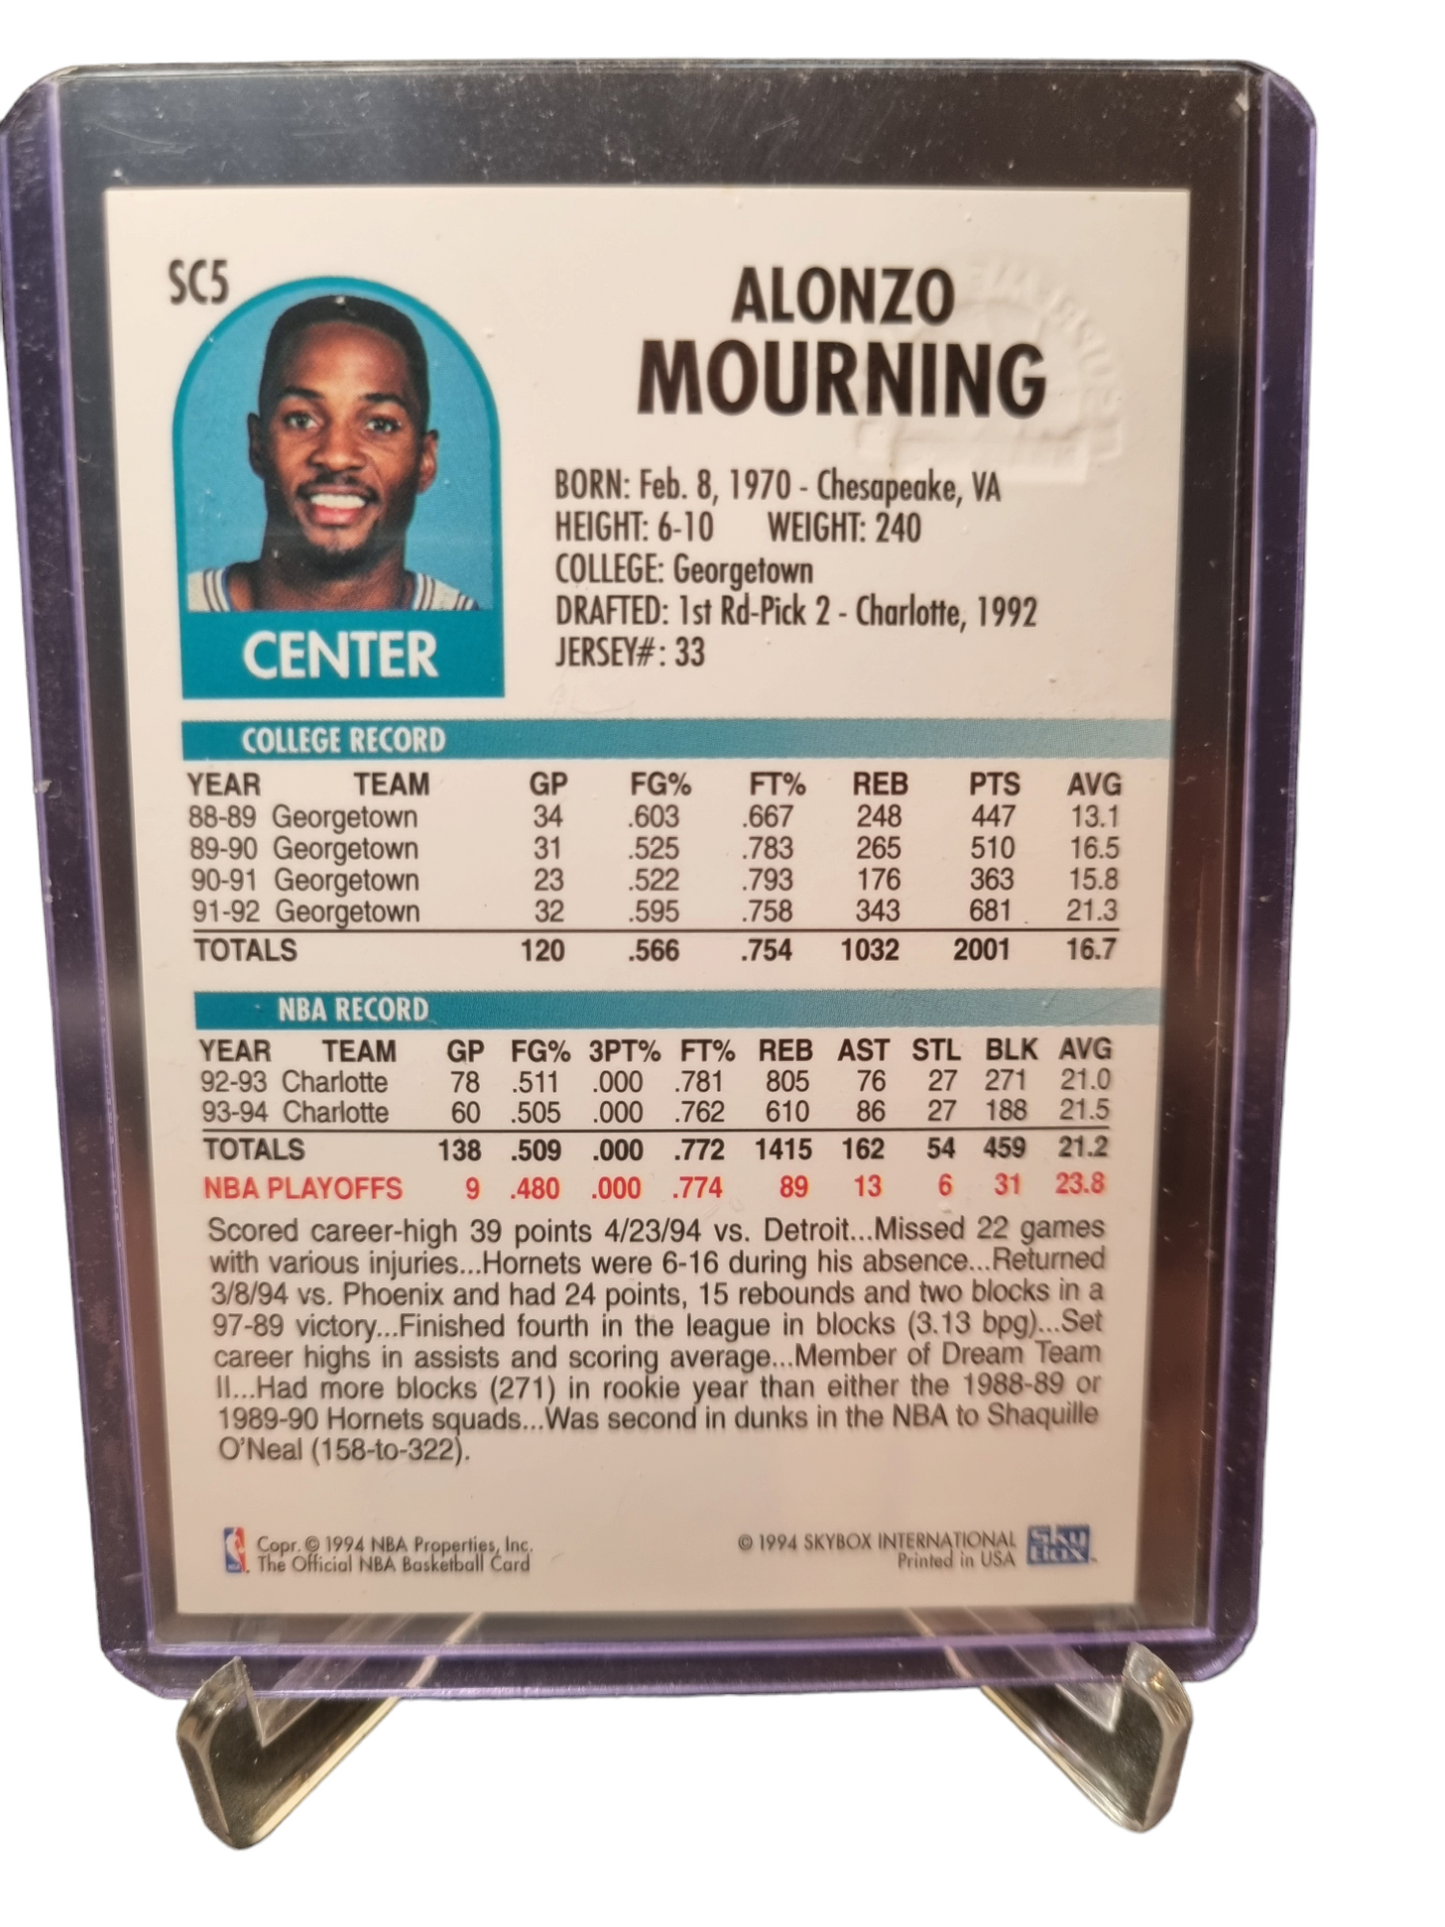 SC5
ALONZO
MOURNING
BORN: Feb. 8, 1970 - Chesapeake, VA
HEIGHT: 6-10 WEIGHT: 240
COLLEGE: Georgetown
DRAFTED: 1st Rd-Pick 2 - Charlotte, 1992
JERSEY#: 33
CENTER
COLLEGE RECORD
YEAR TEAM GP FG% FT% REB PTS AVG
88-89 Georgetown 34 .603 .667 248 447 13.1
89-90 Georgetown 31 .525 .783 265 510 16.5
90-91 Georgetown 23 .522 .793 176 363 15.8
91-92 Georgetown 32 .595 .758 343 681 21.3
TOTALS 120 .566 .754 1032 2001 16.7
NBA RECORD
YEAR TEAM GP FG% 3PT% FT% REB AST STL BLK AVG
92-93 Charlotte 78 .511 .000 .781 805 76 27 271 21.0
93-94 Charlotte 60 .505 .000 .762 610 86 27 188 21.5
TOTALS 138 .509 .000 .772 1415 162 54 459 21.2
NBA PLAYOFFS 9 .480 .000 .774 89 13 6 31 23.8
Scored career-high 39 points 4/23/94 vs. Detroit...Missed 22 games
with various injuries...Hornets were 6-16 during his absence...Returned
3/8/94 vs. Phoenix and had 24 points, 15 rebounds and two blocks in a
97-89 victory...Finished fourth in the league in blocks (3.13 bpg)...Set
career highs in assists and scoring average...Member of Dream Team
II...Had more blocks (271) in rookie year than either the 1988-89 or
1989-90 Hornets squads...Was second in dunks in the NBA to Shaquille
O'Neal (158-to-322).
Copr. © 1994 NBA Properties, Inc.
The Official NBA Basketball Card
© 1994 SKYBOX INTERNATIONAL
Printed in USA
Sky
BOX™